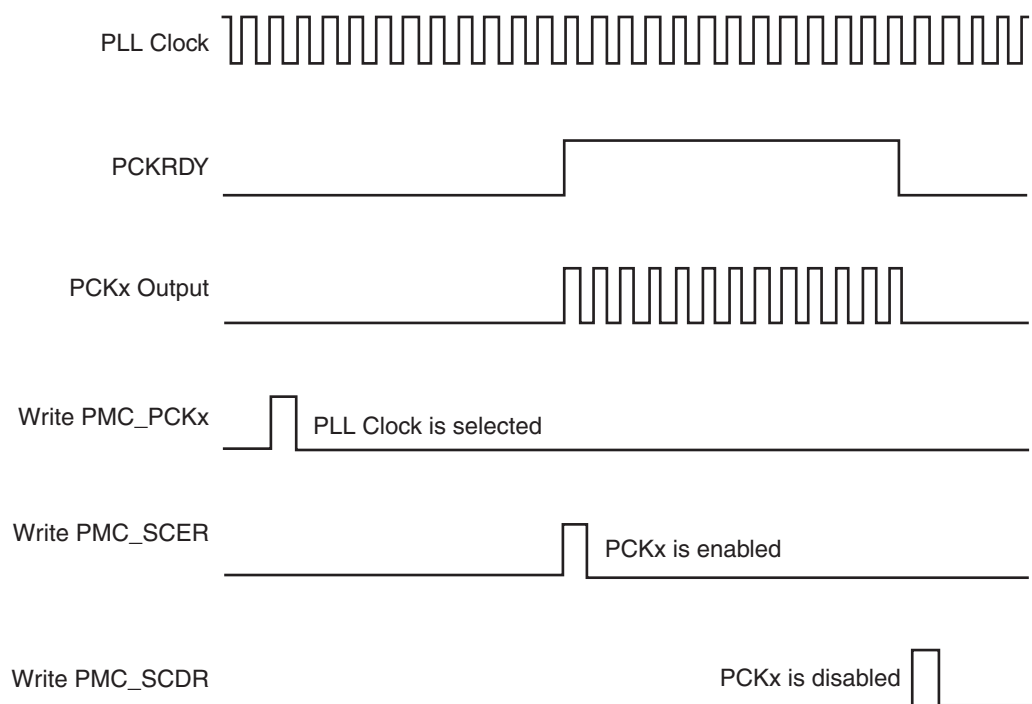 PLL Clock
PCKRDY
PCKx Output
Write PMC_PCKx
PLL Clock is selected
Write PMC_SCER
PCKx is enabled
Write PMC_SCDR
PCKx is disabled